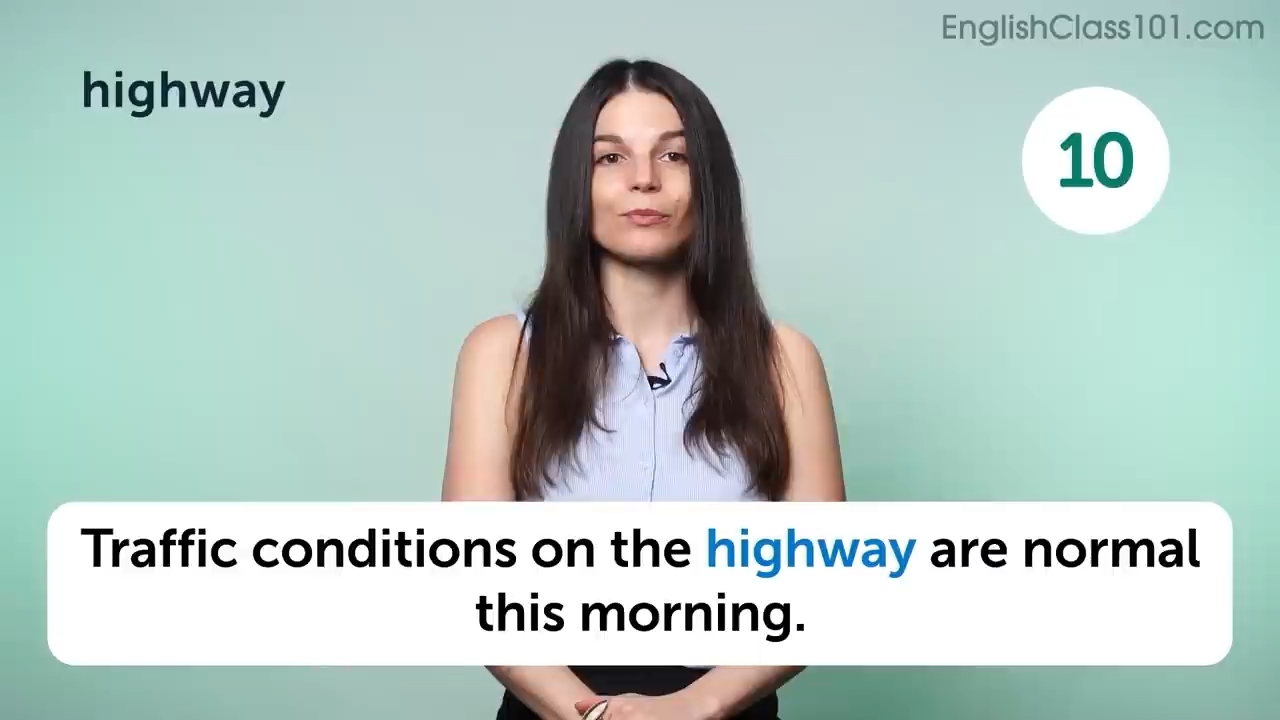 EnglishClass101.com
highway
10
Traffic conditions on the highway are normal
this morning.